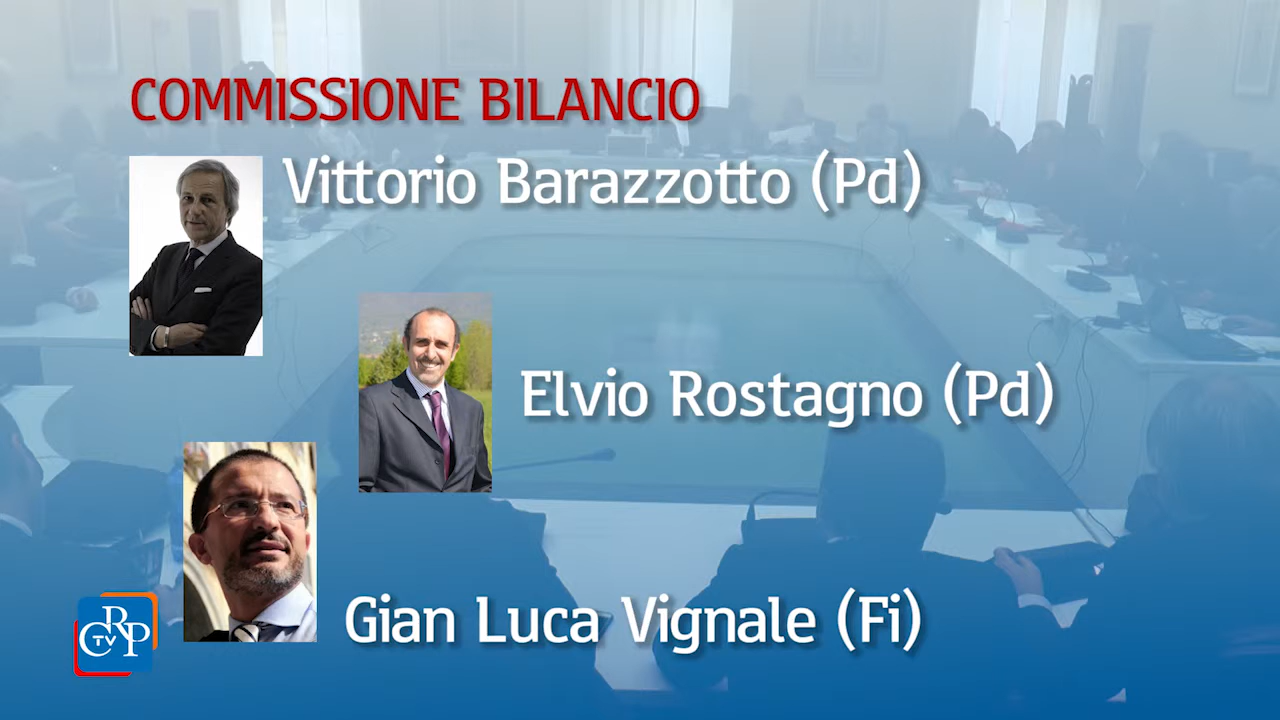 COMMISSIONE BILANCIO
Vittorio Barazzotto (Pd)
Elvio Rostagno (Pd)
Gian Luca Vignale (Fi)
CRP
TV